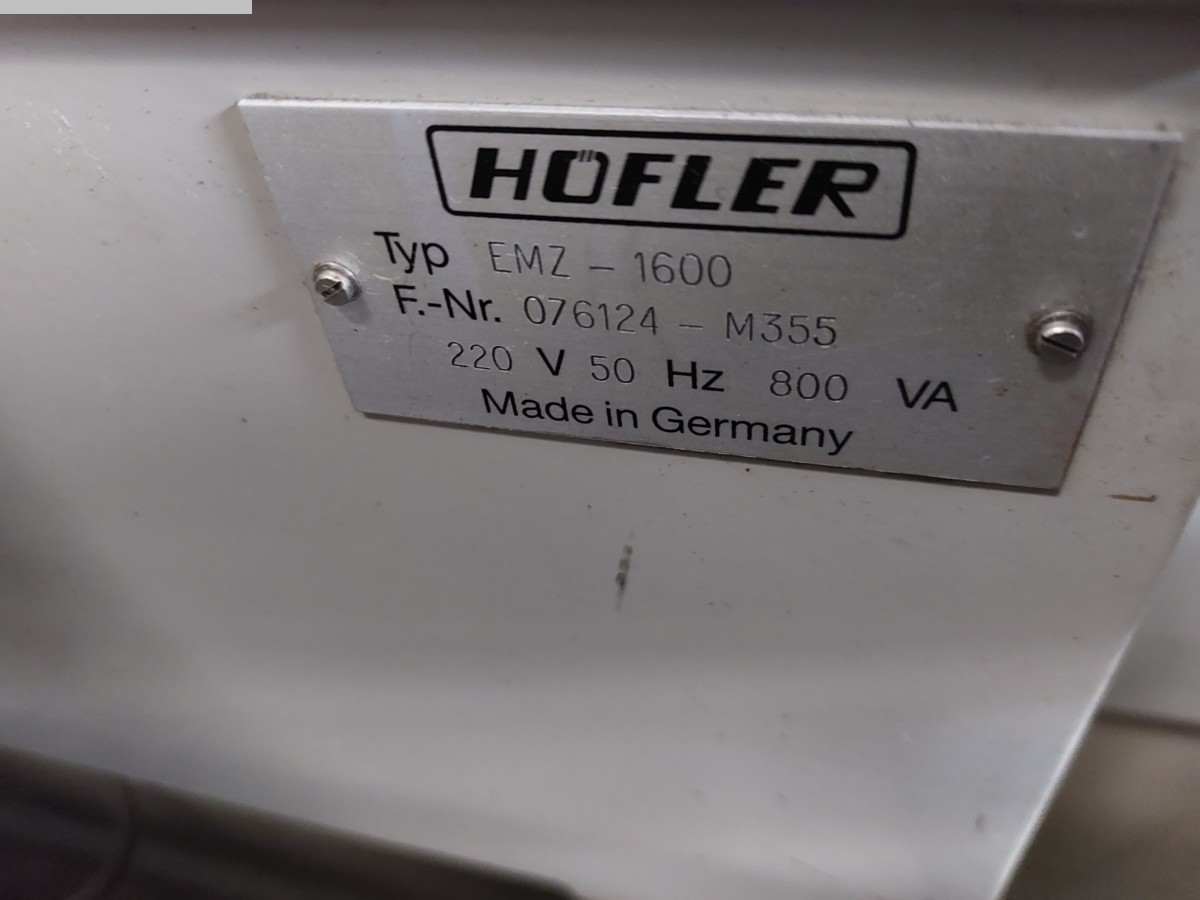 HÖFLER
Typ EMZ - 1600
F.-Nr. 076124 - M355
220 V 50 Hz 800 VA
Made in Germany